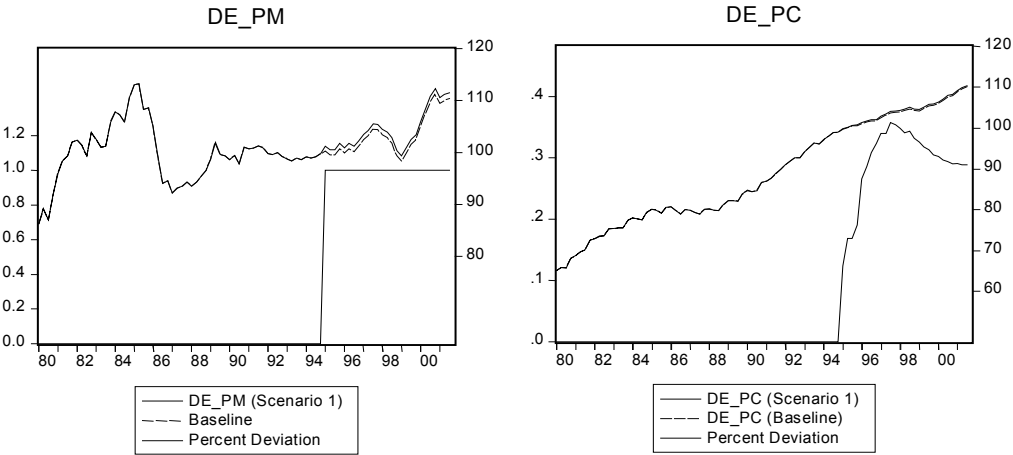 DE_PM
120
110
100
90
80
1.2
1.0
0.8
0.6
0.4
0.2
0.0
80 82 84 86 88 90 92 94 96 98 00
DE_PM (Scenario 1)
Baseline
Percent Deviation
DE_PC
120
110
100
90
80
70
60
.4
.3
.2
.1
.0
80 82 84 86 88 90 92 94 96 98 00
DE_PC (Scenario 1)
DE_PC (Baseline)
Percent Deviation